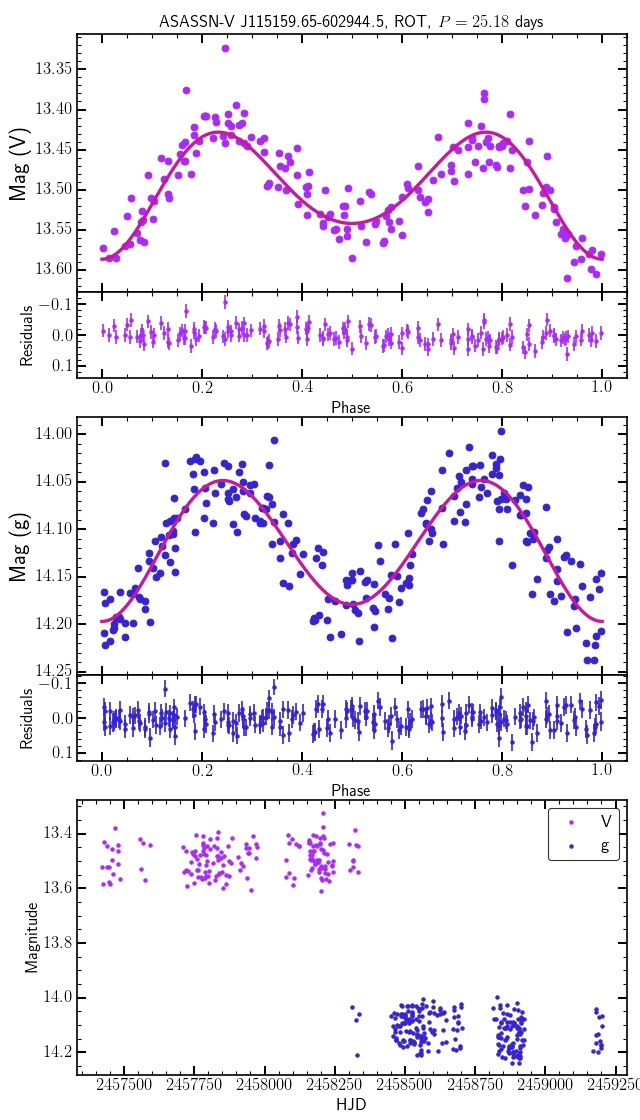 ASASSN-V J115159.65-602944.5, ROT, P = 25.18 days
Mag (V)
13.35
13.40
13.45
13.50
13.55
13.60
Residuals
−0.1
0.0
0.1
0.0 0.2 0.4 0.6 0.8 1.0
Phase
Mag (g)
14.00
14.05
14.10
14.15
14.20
14.25
Residuals
−0.1
0.0
0.1
0.0 0.2 0.4 0.6 0.8 1.0
Phase
Magnitude
13.4
13.6
13.8
14.0
14.2
V
g
2457500 2457750 2458000 2458250 2458500 2458750 2459000 2459250
HJD